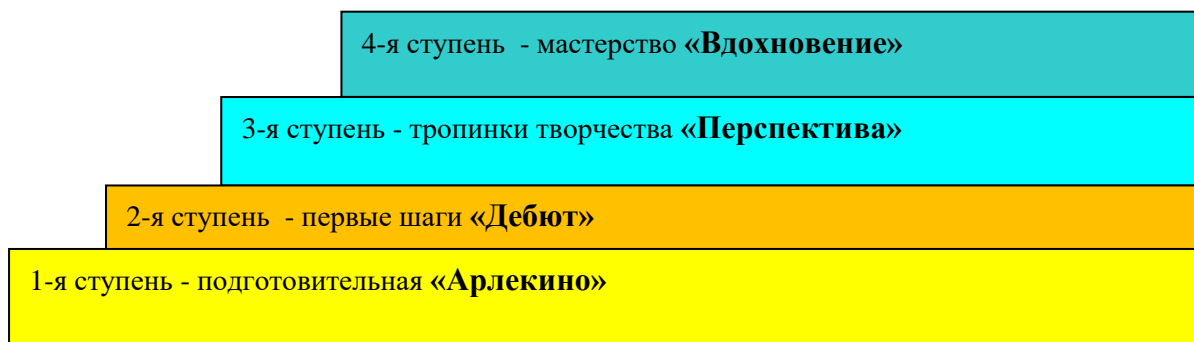 4-я ступень - мастерство «Вдохновение»
3-я ступень - тропинки творчества «Перспектива»
2-я ступень - первые шаги «Дебют»
1-я ступень - подготовительная «Арлекино»